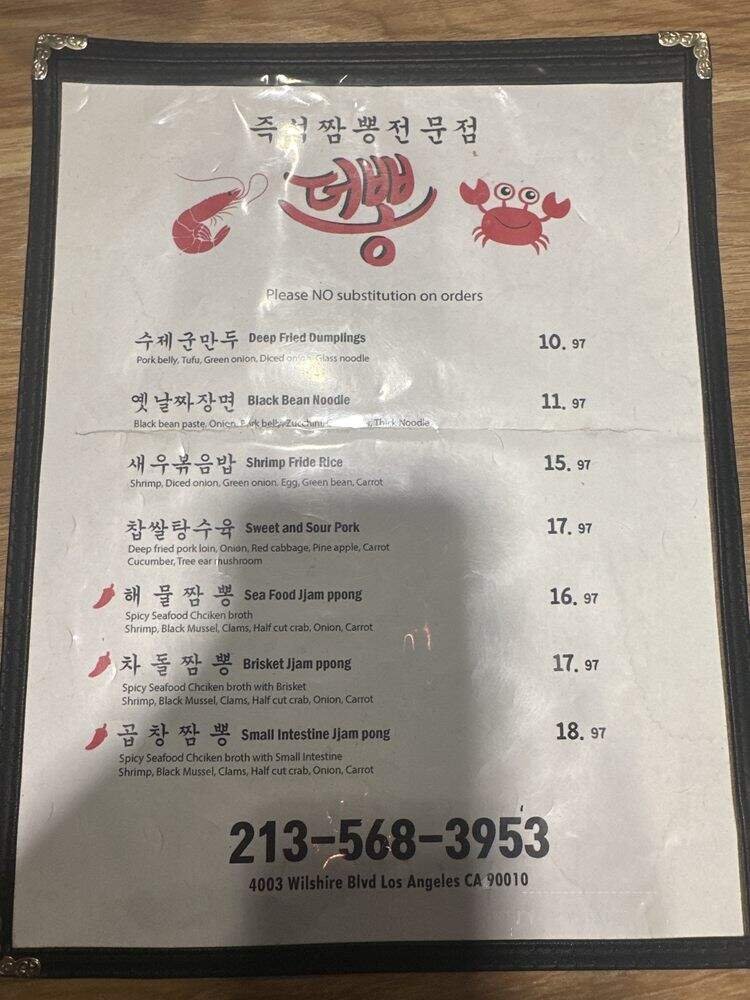 즉석짬뽕전문점
더뽕
Please NO substitution on orders
수제군만두 Deep Fried Dumplings 10. 97
Pork belly, Tufu, Green onion, Diced onion, Glass noodle
옛날짜장면 Black Bean Noodle 11. 97
Black bean paste, Onion, Pork belly, Zucchini, Thick Noodle
새우볶음밥 Shrimp Fride Rice 15. 97
Shrimp, Diced onion, Green onion. Egg, Green bean, Carrot
찹쌀탕수육 Sweet and Sour Pork 17. 97
Deep fried pork loin, Onion, Red cabbage, Pine apple, Carrot
Cucumber, Tree ear mushroom
해물짬뽕 Sea Food Jjam ppong 16. 97
Spicy Seafood Chciken broth
Shrimp, Black Mussel, Clams, Half cut crab, Onion, Carrot
차돌짬뽕 Brisket Jjam ppong 17. 97
Spicy Seafood Chciken broth with Brisket
Shrimp, Black Mussel, Clams, Half cut crab, Onion, Carrot
곱창짬뽕 Small Intestine Jjam pong 18. 97
Spicy Seafood Chciken broth with Small Intestine
Shrimp, Black Mussel, Clams, Half cut crab, Onion, Carrot
213-568-3953
4003 Wilshire Blvd Los Angeles CA 90010